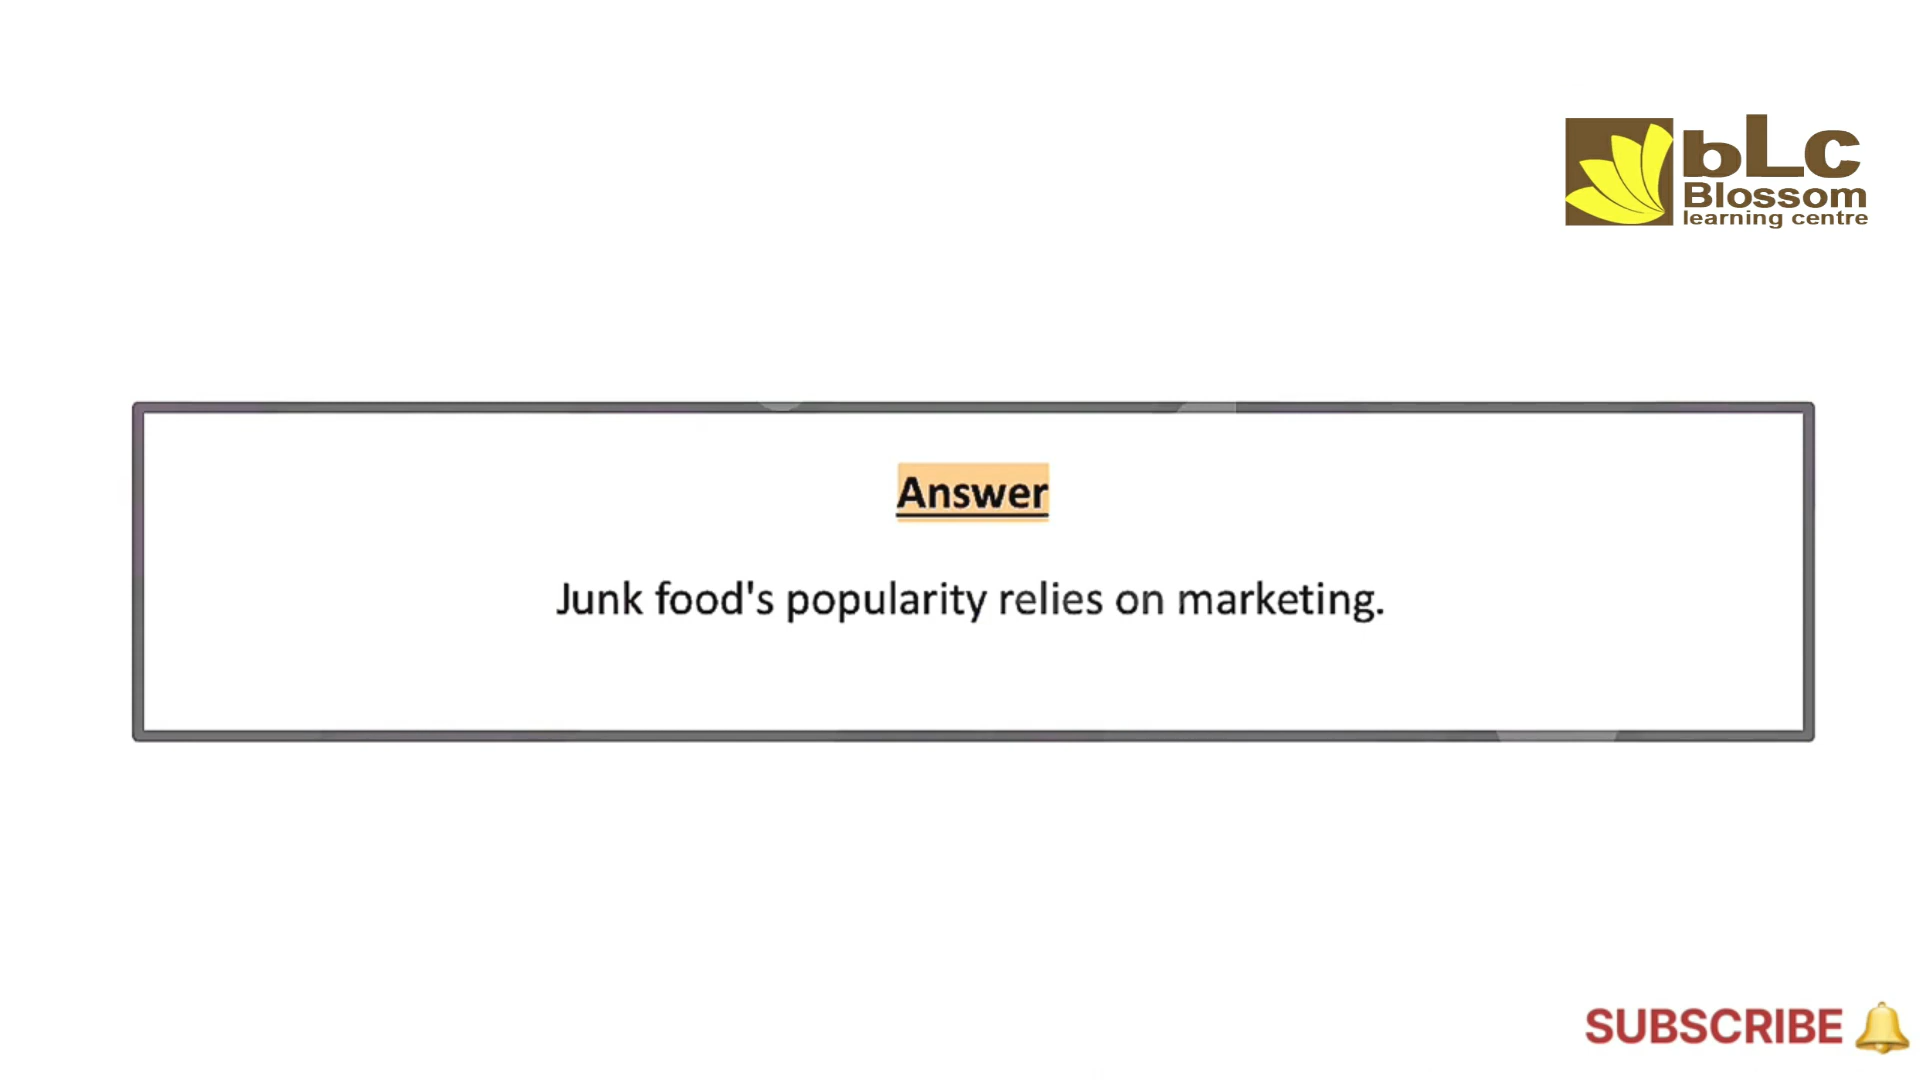 bLc
Blossom
learning centre
Answer
Junk food's popularity relies on marketing.
SUBSCRIBE